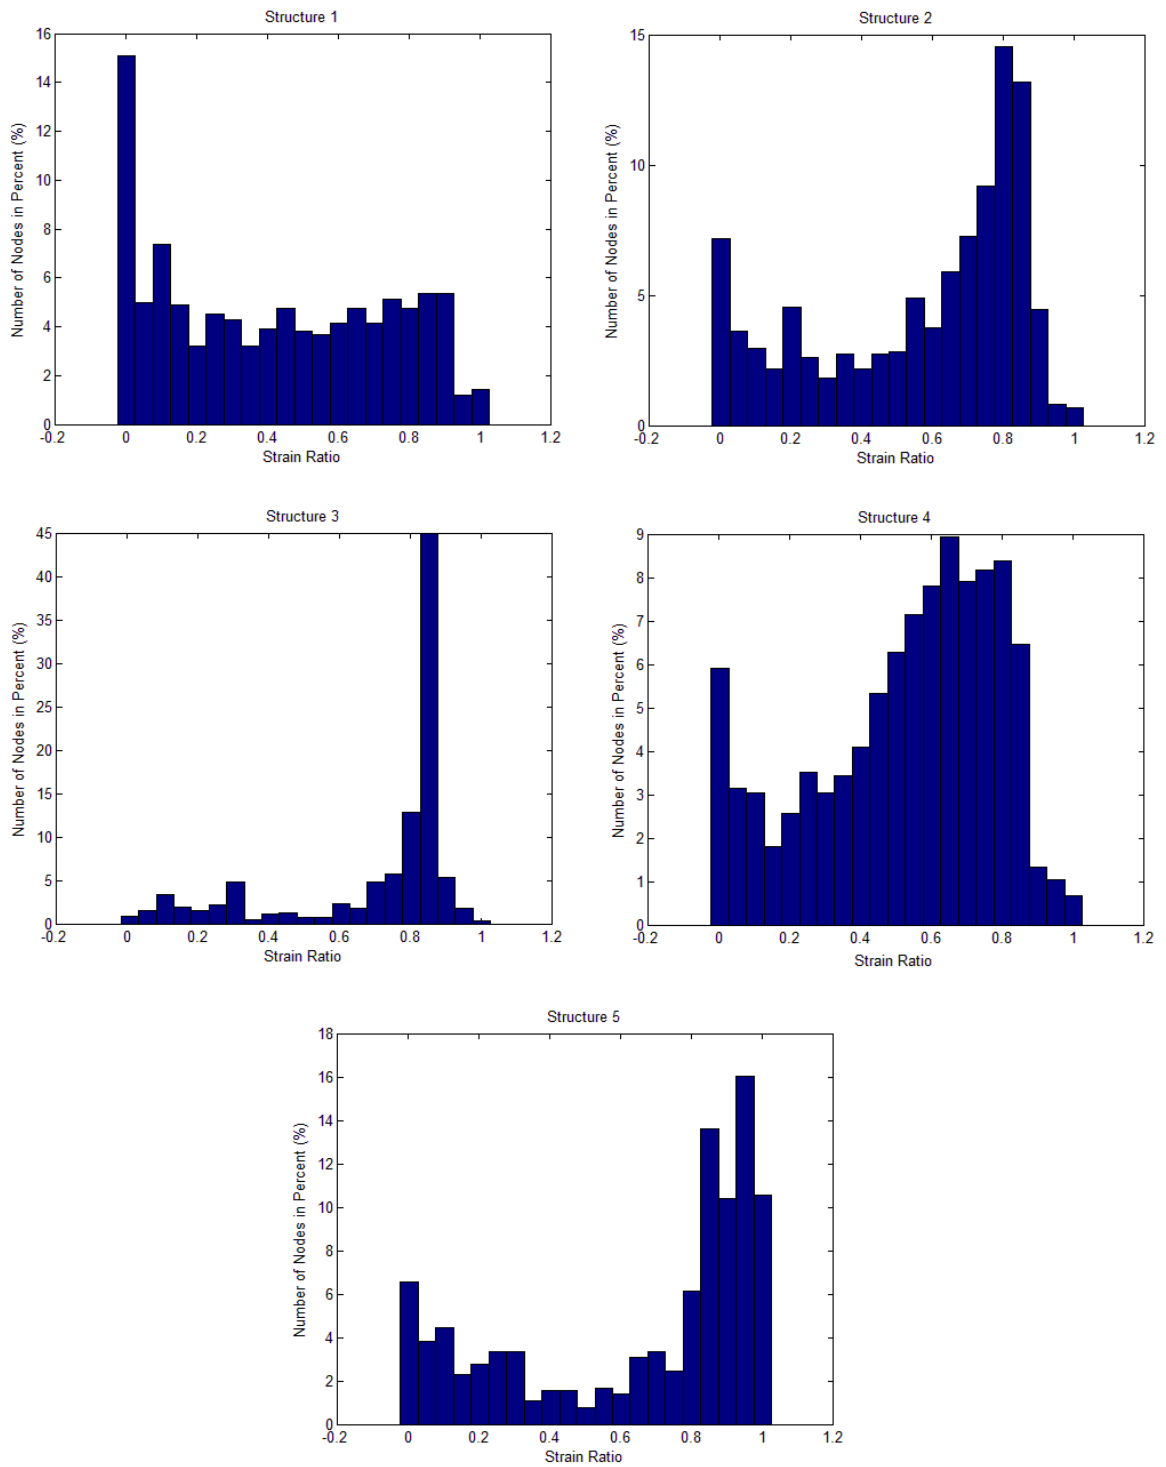 Structure 1
16
14
12
10
8
6
4
2
0
Number of Nodes in Percent (%)
-0.2 0 0.2 0.4 0.6 0.8 1 1.2
Strain Ratio
Structure 2
15
10
5
0
Number of Nodes in Percent (%)
-0.2 0 0.2 0.4 0.6 0.8 1 1.2
Strain Ratio
Structure 3
45
40
35
30
25
20
15
10
5
0
Number of Nodes in Percent (%)
-0.2 0 0.2 0.4 0.6 0.8 1 1.2
Strain Ratio
Structure 4
9
8
7
6
5
4
3
2
1
0
Number of Nodes in Percent (%)
-0.2 0 0.2 0.4 0.6 0.8 1 1.2
Strain Ratio
Structure 5
18
16
14
12
10
8
6
4
2
0
Number of Nodes in Percent (%)
-0.2 0 0.2 0.4 0.6 0.8 1 1.2
Strain Ratio